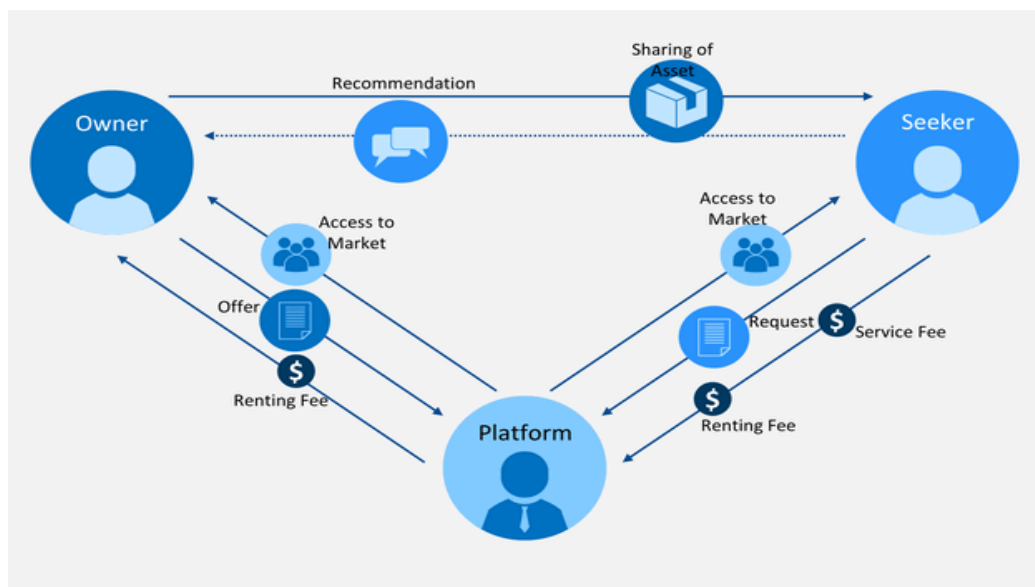 Sharing of
Asset
Recommendation
Owner
Seeker
Access to
Market
Access to
Market
Offer
Request
$
Service Fee
$
Renting Fee
$
Renting Fee
Platform